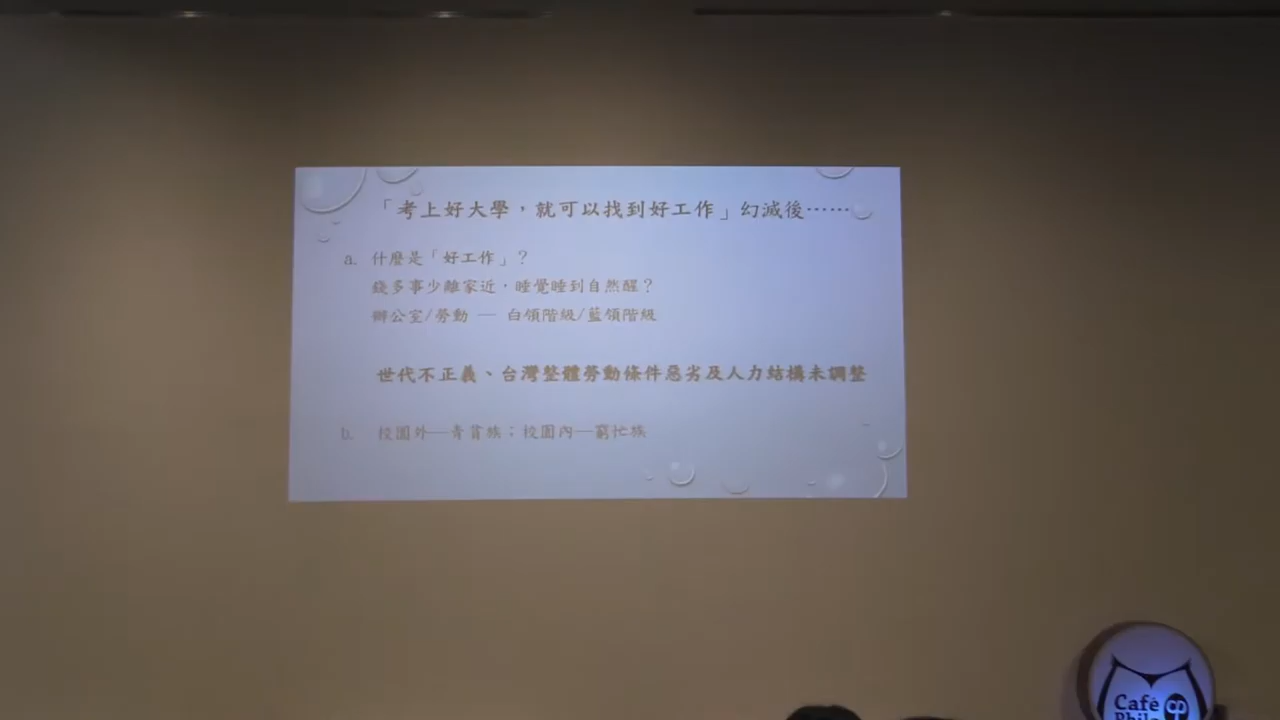 「考上好大學，就可以找到好工作」幻滅後……
a. 什麼是「好工作」？
錢多事少離家近，睡覺睡到自然醒？
辦公室/勞動 — 白領階級/藍領階級
世代不正義、台灣整體勞動條件惡劣及人力結構未調整
b. 校園外—青貧族；校園內—窮忙族
Café
Philo